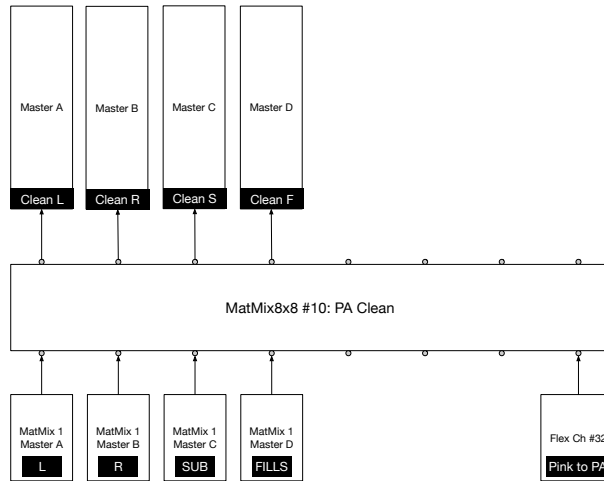 Master A
Master B
Master C
Master D
Clean L
Clean R
Clean S
Clean F
MatMix8x8 #10: PA Clean
MatMix 1
Master A
L
MatMix 1
Master B
R
MatMix 1
Master C
SUB
MatMix 1
Master D
FILLS
Flex Ch #32
Pink to PA